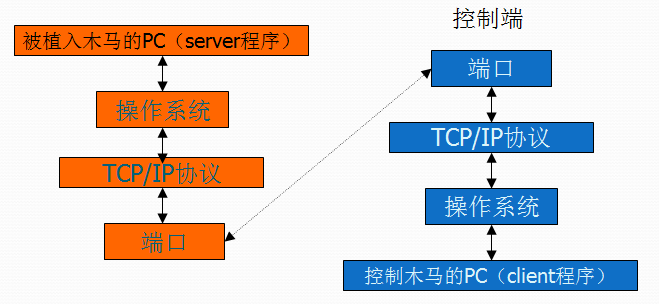 被植入木马的PC（server程序）
操作系统
TCP/IP协议
端口
控制端
端口
TCP/IP协议
操作系统
控制木马的PC（client程序）